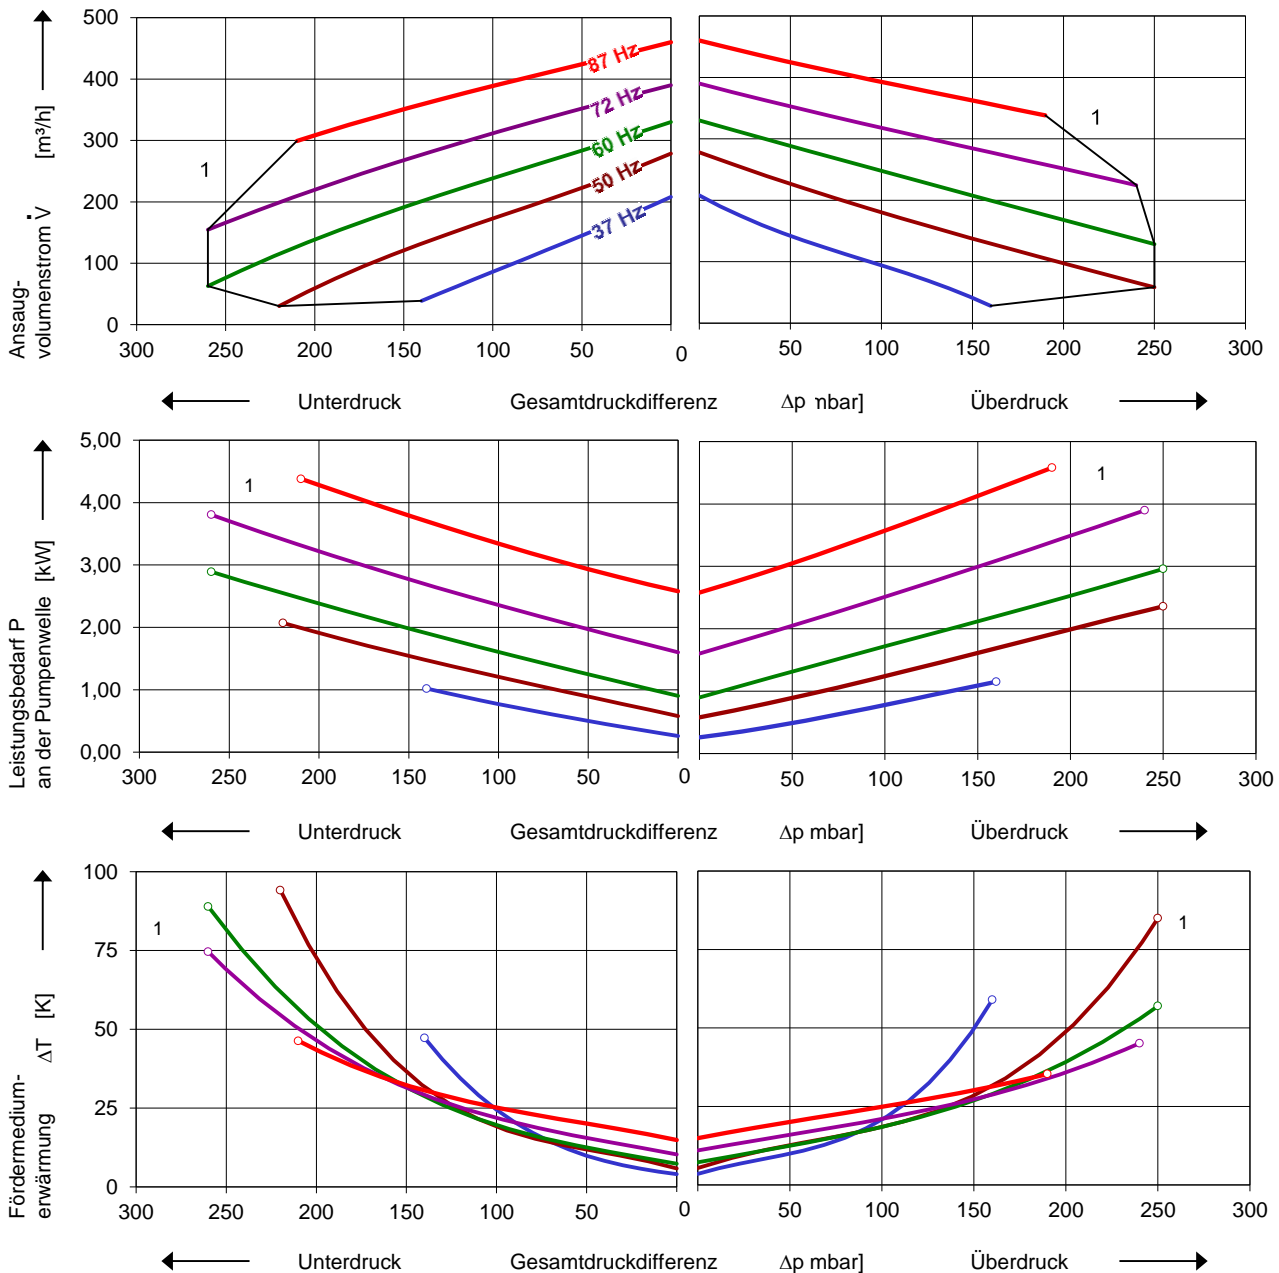 500
400
300
200
100
0
[m³/h]
Ansaug-
volumenstrom V̇
87 Hz
72 Hz
60 Hz
50 Hz
37 Hz
1
1
300 250 200 150 100 50 0 50 100 150 200 250 300
Unterdruck Gesamtdruckdifferenz Δp mbar] Überdruck
5,00
4,00
3,00
2,00
1,00
0,00
Leistungsbedarf P
an der Pumpenwelle [kW]
1
1
300 250 200 150 100 50 0 50 100 150 200 250 300
Unterdruck Gesamtdruckdifferenz Δp mbar] Überdruck
100
75
50
25
0
Fördermedium-
erwärmung ΔT [K]
1
1
300 250 200 150 100 50 0 50 100 150 200 250 300
Unterdruck Gesamtdruckdifferenz Δp mbar] Überdruck